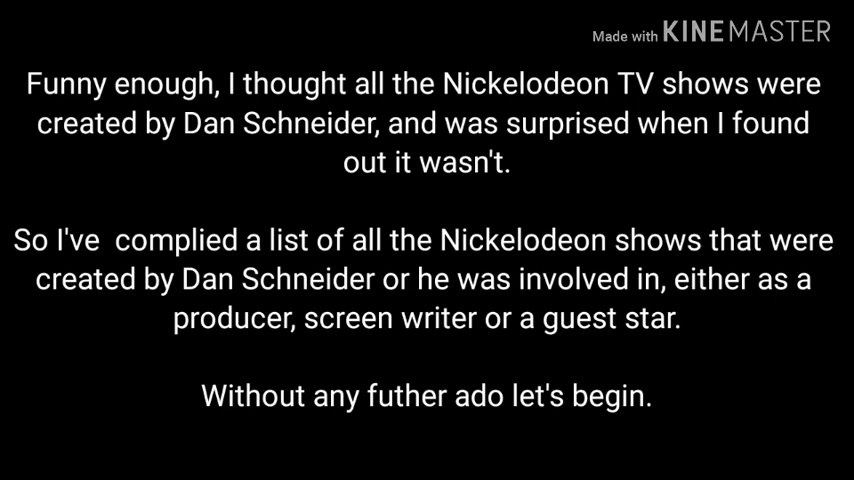 Made with KINEMASTER
Funny enough, I thought all the Nickelodeon TV shows were
created by Dan Schneider, and was surprised when I found
out it wasn't.
So I've  complied a list of all the Nickelodeon shows that were
created by Dan Schneider or he was involved in, either as a
producer, screen writer or a guest star.
Without any futher ado let's begin.